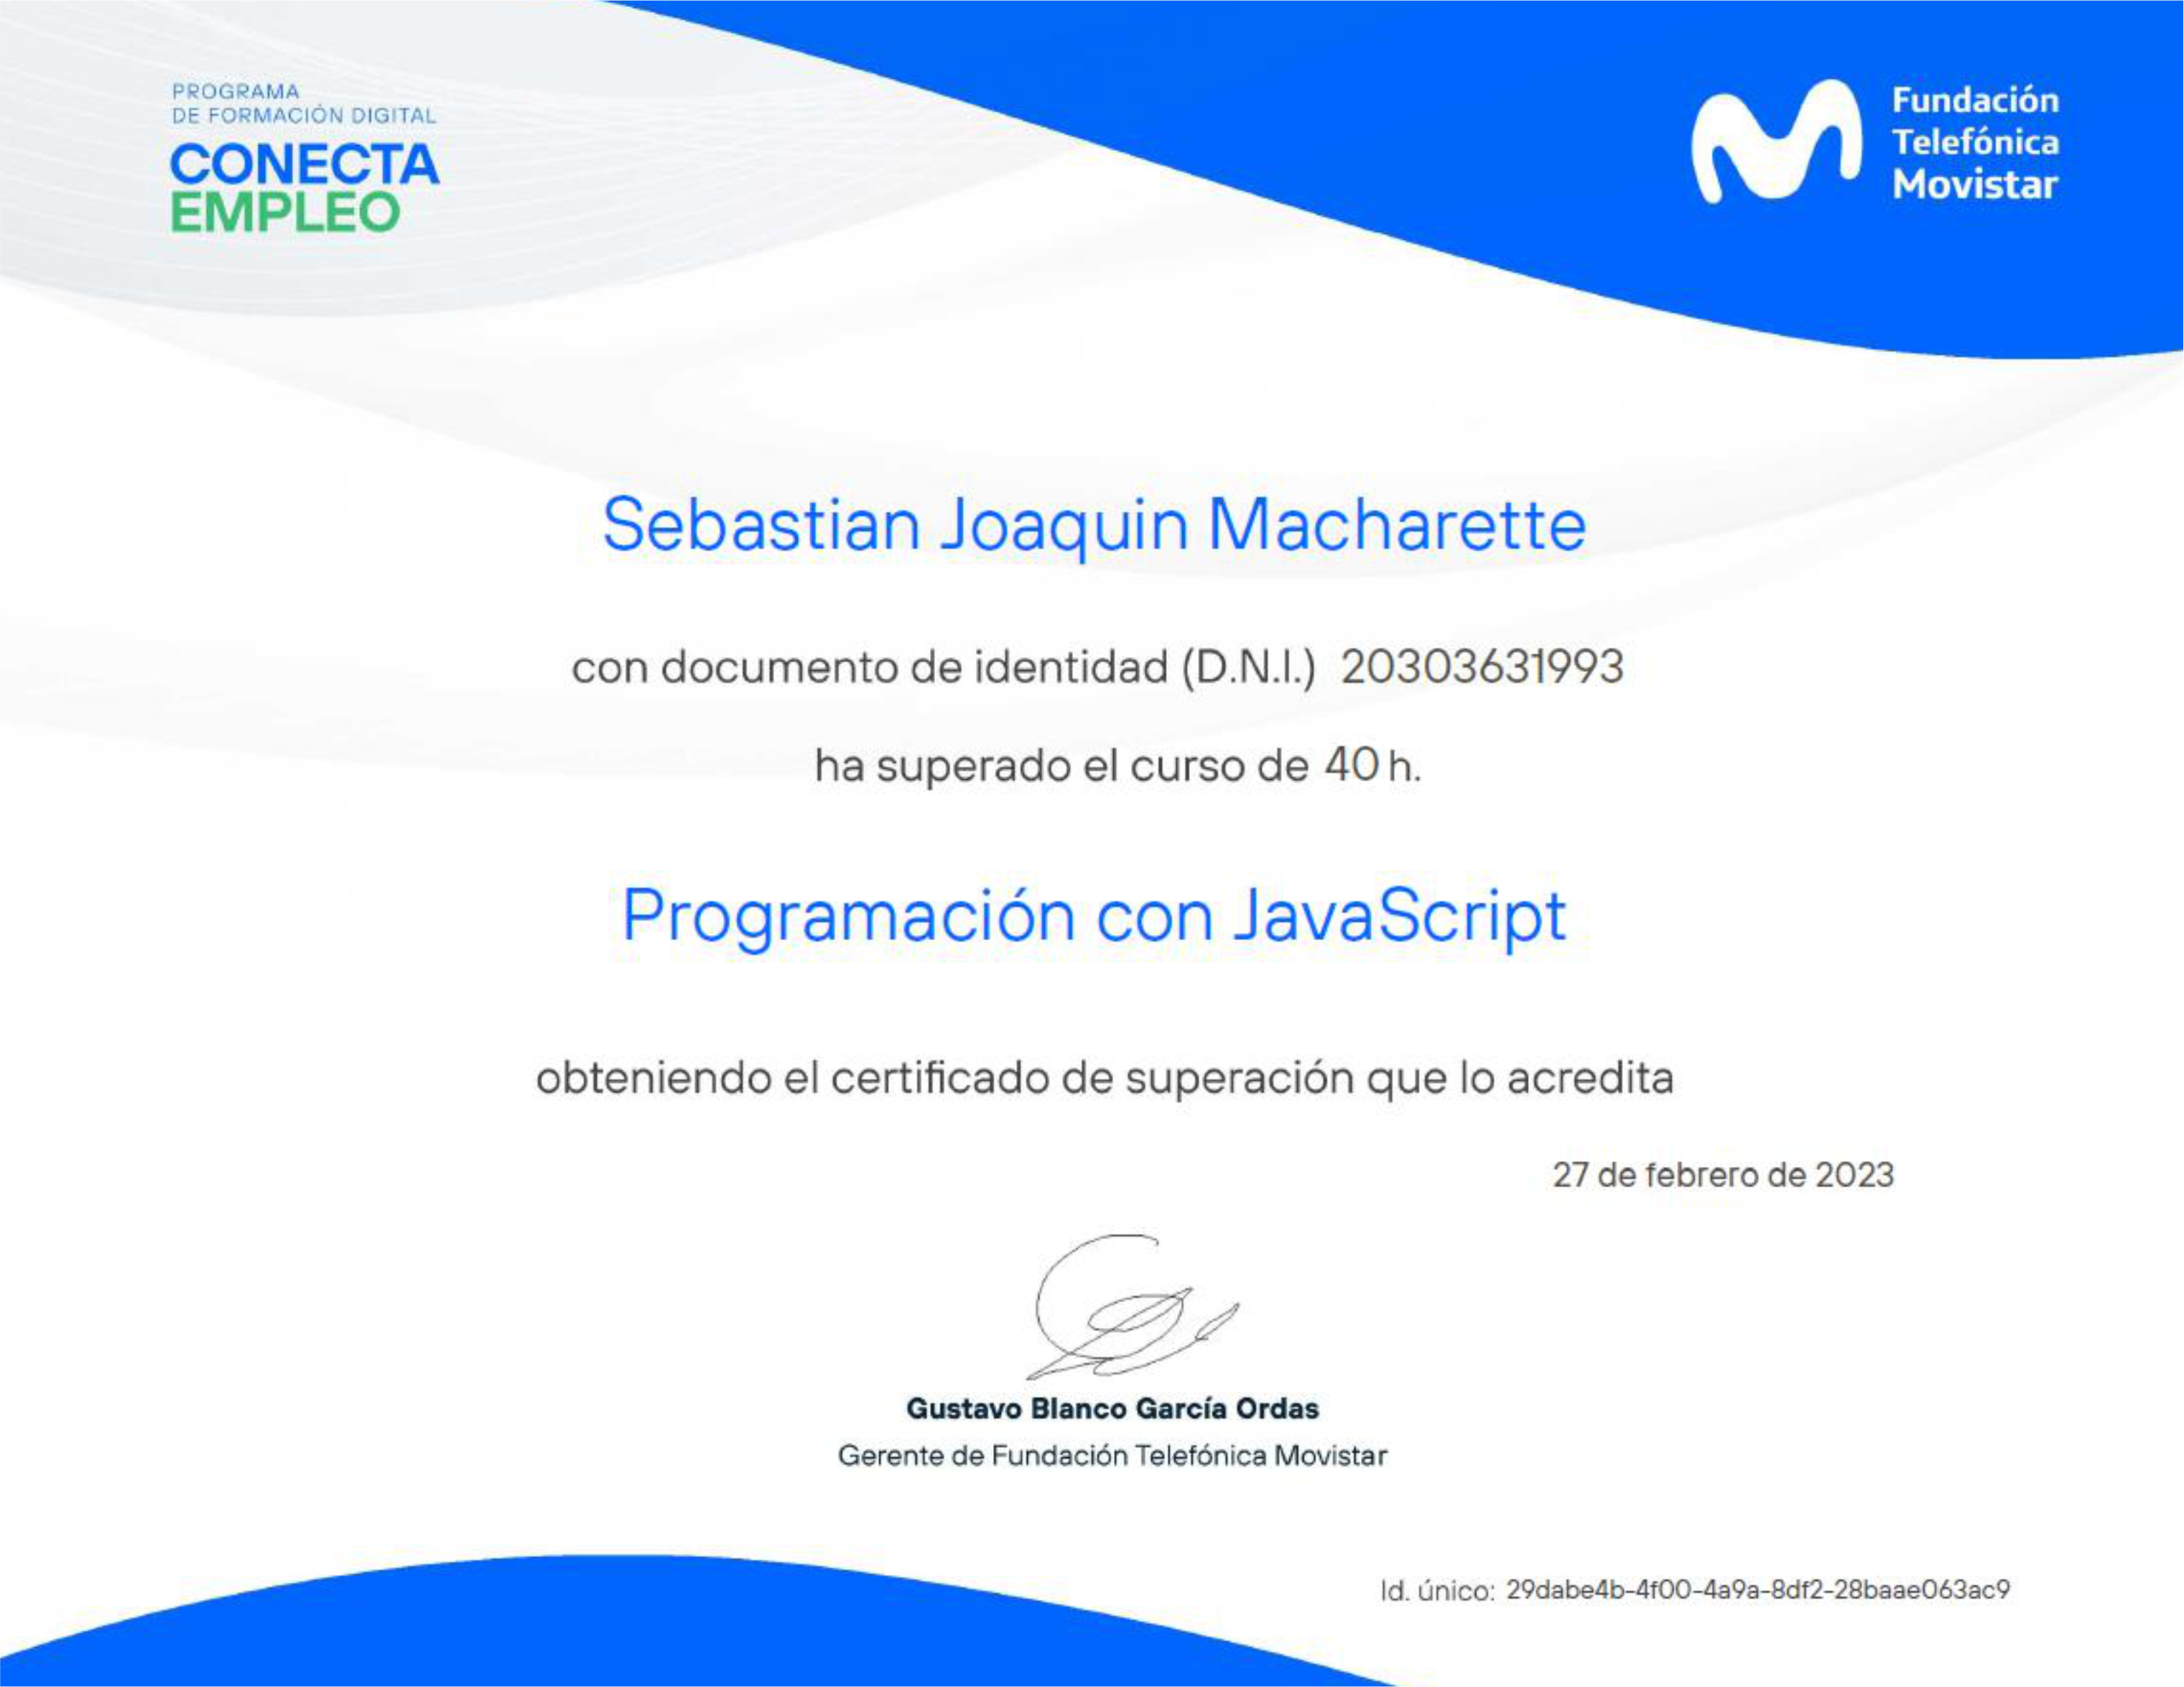 PROGRAMA
DE FORMACIÓN DIGITAL
CONECTA
EMPLEO
Fundación
Telefónica
Movistar
Sebastian Joaquin Macharette
con documento de identidad (D.N.I.) 20303631993
ha superado el curso de 40 h.
Programación con JavaScript
obteniendo el certificado de superación que lo acredita
27 de febrero de 2023
Gustavo Blanco García Ordas
Gerente de Fundación Telefónica Movistar
Id. único: 29dabe4b-4f00-4a9a-8df2-28baae063ac9